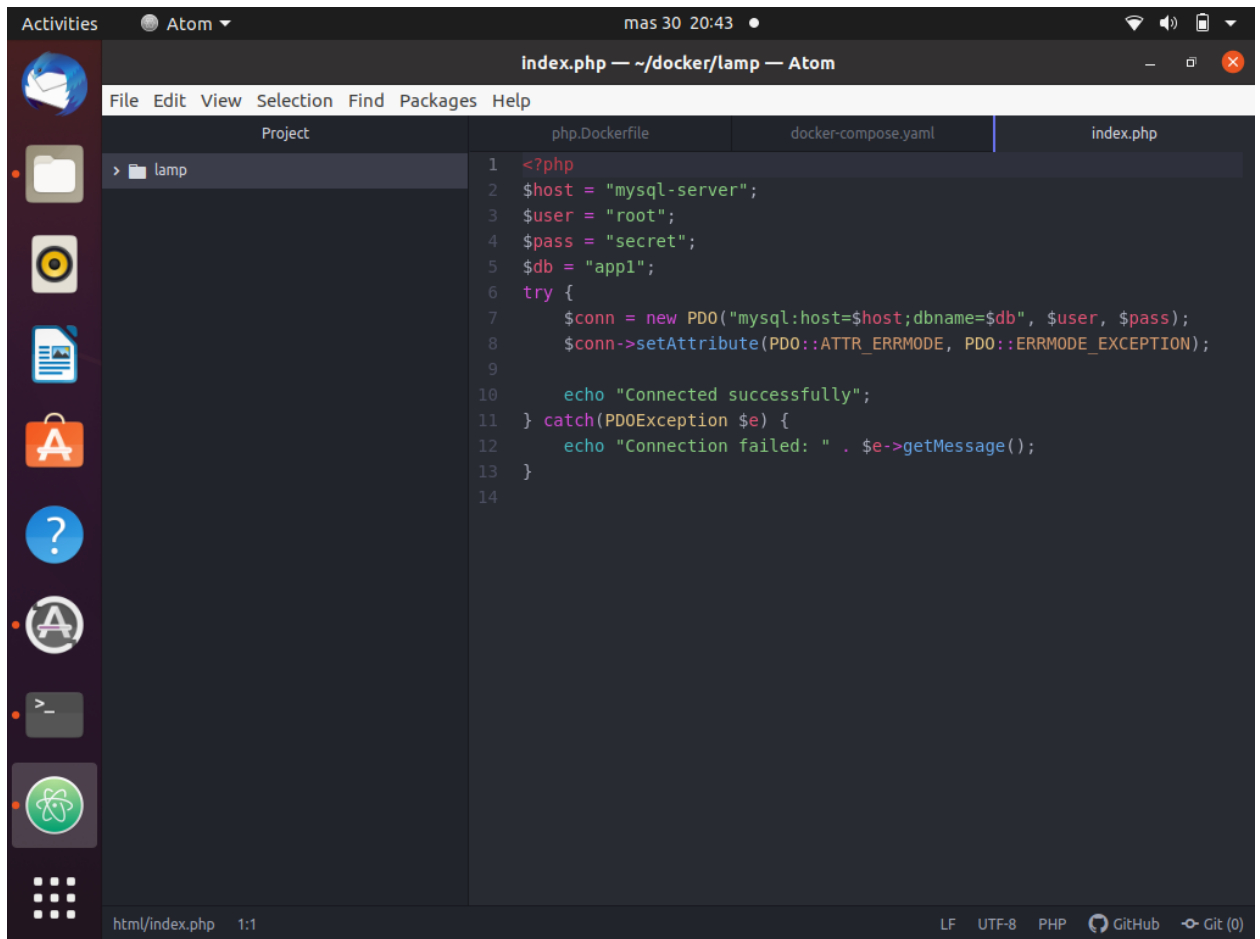 Activities Atom mas 30 20:43
index.php — ~/docker/lamp — Atom
File Edit View Selection Find Packages Help
Project
lamp
php.Dockerfile docker-compose.yaml index.php
1 <?php
2 $host = "mysql-server";
3 $user = "root";
4 $pass = "secret";
5 $db = "app1";
6 try {
7     $conn = new PDO("mysql:host=$host;dbname=$db", $user, $pass);
8     $conn->setAttribute(PDO::ATTR_ERRMODE, PDO::ERRMODE_EXCEPTION);
9
10     echo "Connected successfully";
11 } catch(PDOException $e) {
12     echo "Connection failed: " . $e->getMessage();
13 }
14
html/index.php 1:1 LF UTF-8 PHP GitHub Git (0)